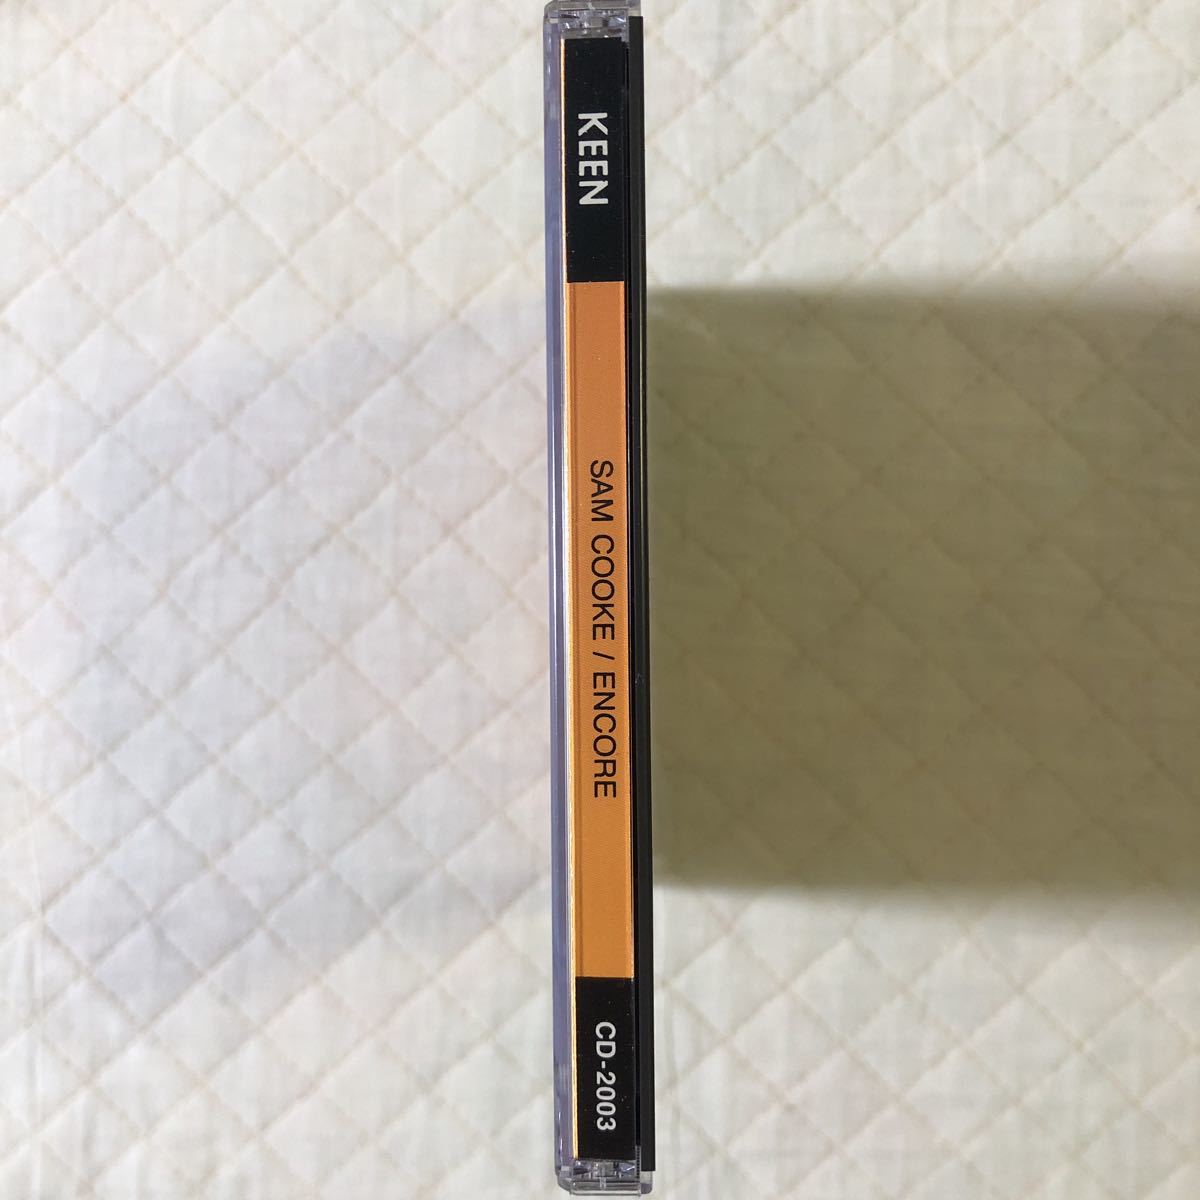 KEEN
SAM COOKE / ENCORE
CD-2003